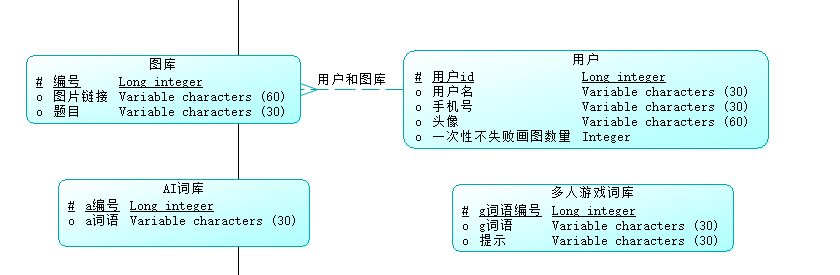 图库
# 编号 Long integer
o 图片链接 Variable characters (60)
o 题目 Variable characters (30)
用户和图库
用户
# 用户id Long integer
o 用户名 Variable characters (30)
o 手机号 Variable characters (30)
o 头像 Variable characters (60)
o 一次性不失败画图数量 Integer
AI词库
# a编号 Long integer
o a词语 Variable characters (30)
多人游戏词库
# g词语编号 Long integer
o g词语 Variable characters (30)
o 提示 Variable characters (30)